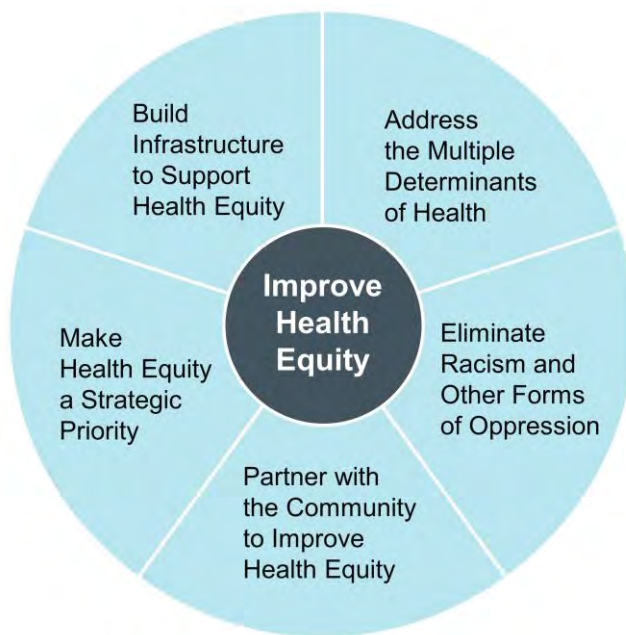 Build
Infrastructure
to Support
Health Equity
Address
the Multiple
Determinants
of Health
Improve
Health
Equity
Make
Health Equity
a Strategic
Priority
Eliminate
Racism and
Other Forms
of Oppression
Partner with
the Community
to Improve
Health Equity